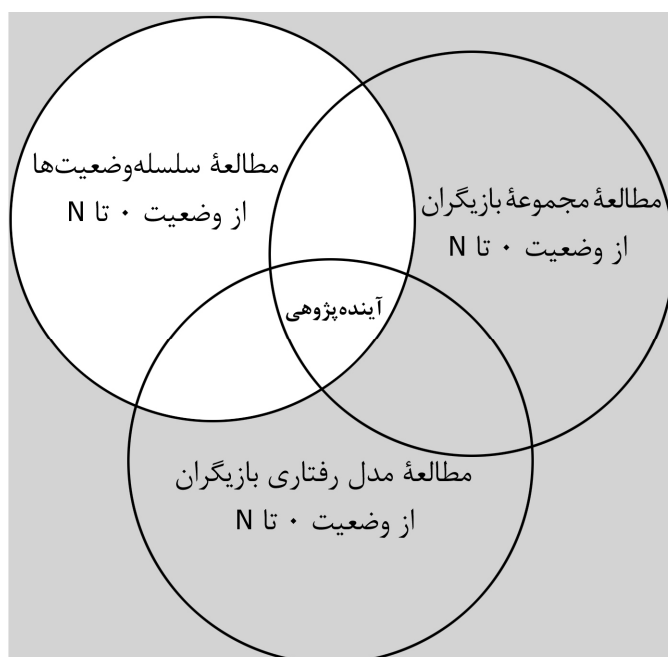 مطالعهٔ سلسله‌وضعیت‌ها
از وضعیت ۰ تا N
مطالعهٔ مجموعهٔ بازیگران
از وضعیت ۰ تا N
آینده‌پژوهی
مطالعهٔ مدل رفتاری بازیگران
از وضعیت ۰ تا N